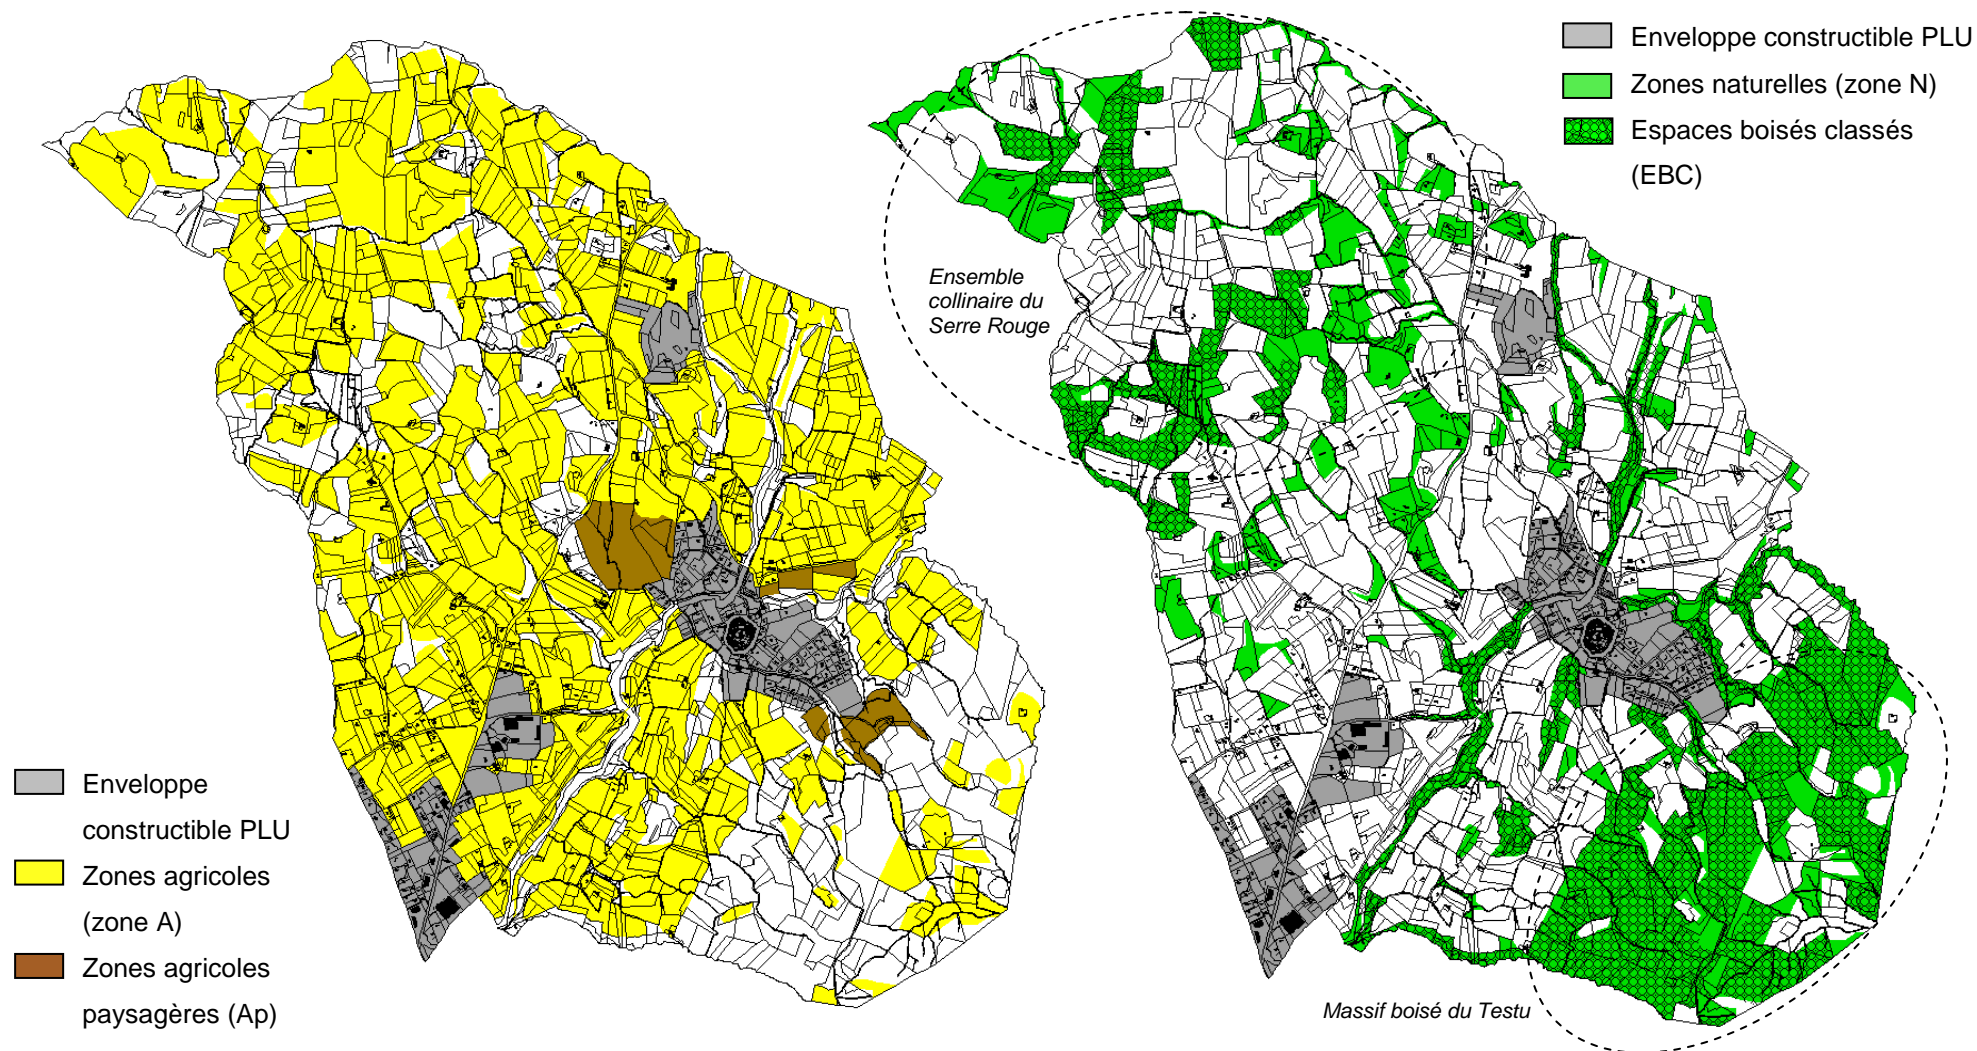 Enveloppe constructible PLU
Zones naturelles (zone N)
Espaces boisés classés
(EBC)
Ensemble
collinaire du
Serre Rouge
Enveloppe
constructible PLU
Zones agricoles
(zone A)
Zones agricoles
paysagères (Ap)
Massif boisé du Testu